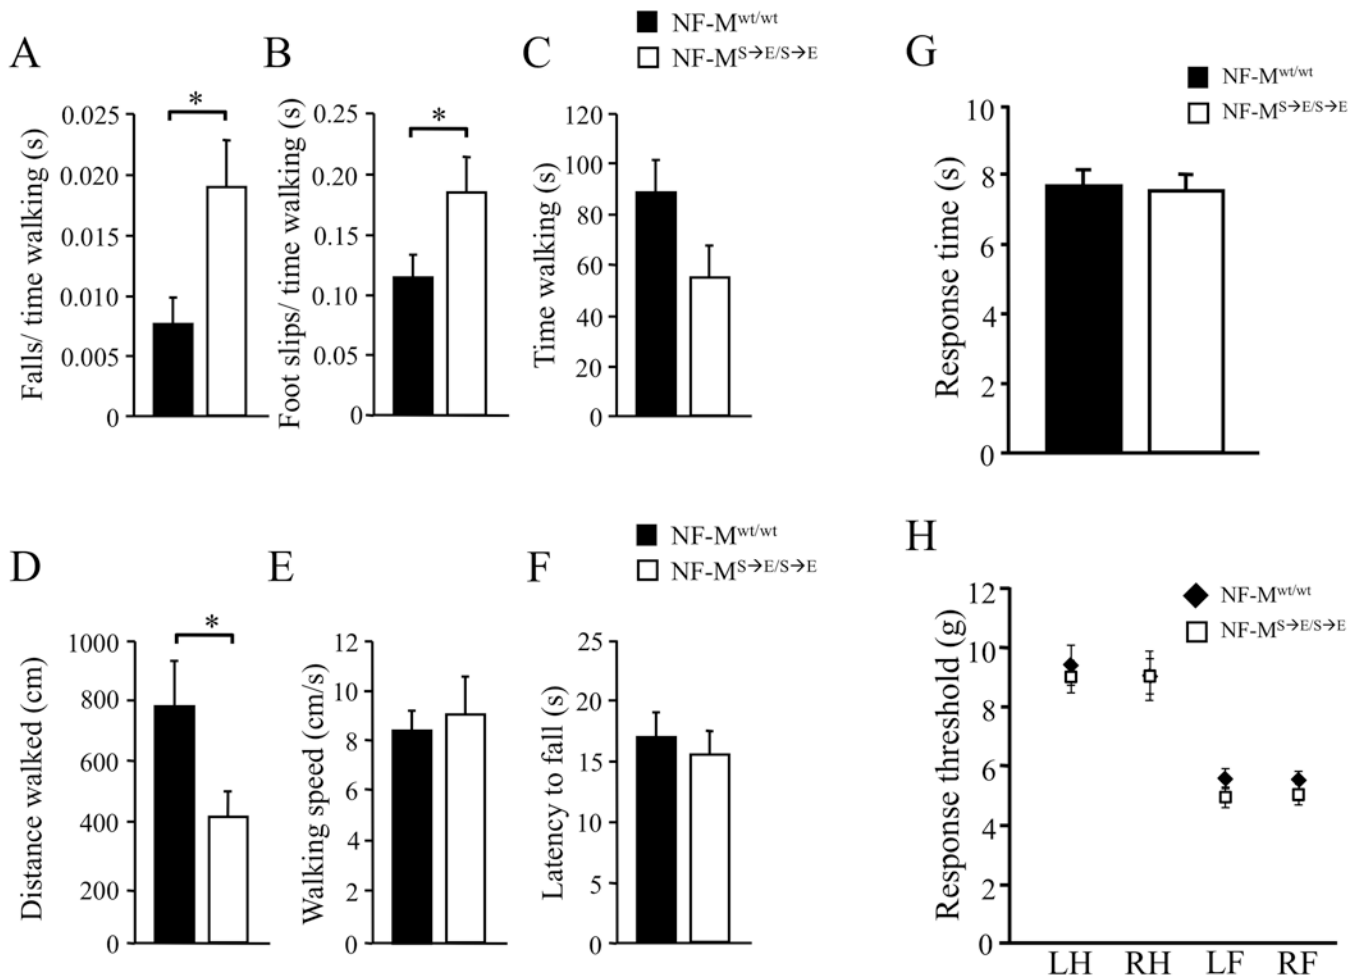 NF-Mwt/wt
NF-MS→E/S→E
A
Falls/ time walking (s)
0.025
0.020
0.015
0.010
0.005
0
*
B
Foot slips/ time walking (s)
0.25
0.20
0.15
0.10
0.05
0
*
C
Time walking (s)
120
100
80
60
40
20
0
G
NF-Mwt/wt
NF-MS→E/S→E
Response time (s)
10
8
6
4
2
0
NF-Mwt/wt
NF-MS→E/S→E
D
Distance walked (cm)
1000
800
600
400
200
0
*
E
Walking speed (cm/s)
12
10
8
6
4
2
0
F
Latency to fall (s)
25
20
15
10
5
0
H
NF-Mwt/wt
NF-MS→E/S→E
Response threshold (g)
12
10
8
6
4
2
0
LH RH LF RF